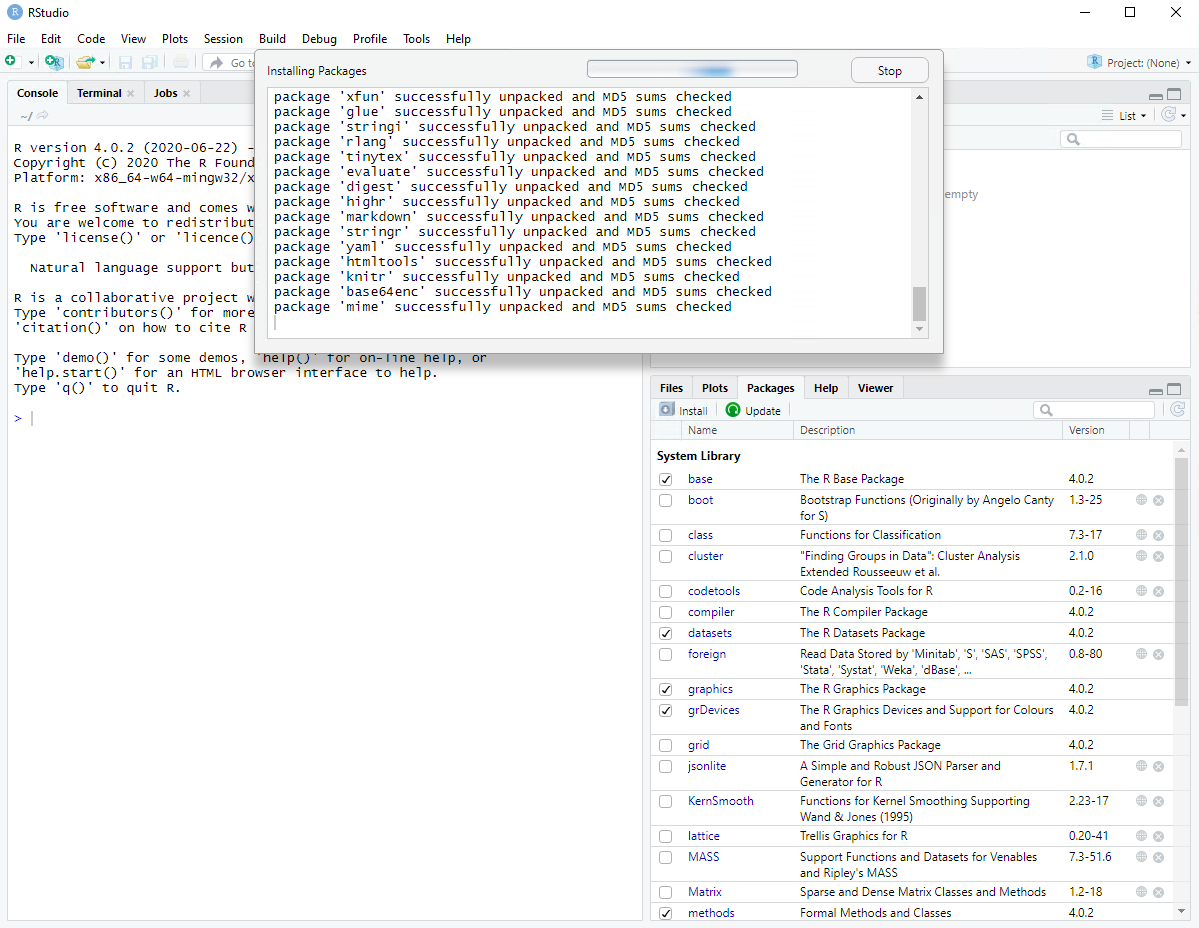 RStudio
File Edit Code View Plots Session Build Debug Profile Tools Help
Go to
Project: (None)
Installing Packages
Stop
package 'xfun' successfully unpacked and MD5 sums checked
package 'glue' successfully unpacked and MD5 sums checked
package 'stringi' successfully unpacked and MD5 sums checked
package 'rlang' successfully unpacked and MD5 sums checked
package 'tinytex' successfully unpacked and MD5 sums checked
package 'evaluate' successfully unpacked and MD5 sums checked
package 'digest' successfully unpacked and MD5 sums checked
package 'highr' successfully unpacked and MD5 sums checked
package 'markdown' successfully unpacked and MD5 sums checked
package 'stringr' successfully unpacked and MD5 sums checked
package 'yaml' successfully unpacked and MD5 sums checked
package 'htmltools' successfully unpacked and MD5 sums checked
package 'knitr' successfully unpacked and MD5 sums checked
package 'base64enc' successfully unpacked and MD5 sums checked
package 'mime' successfully unpacked and MD5 sums checked
Console Terminal Jobs
~/
R version 4.0.2 (2020-06-22) -
Copyright (C) 2020 The R Found
Platform: x86_64-w64-mingw32/x
R is free software and comes w
You are welcome to redistribut
Type 'license()' or 'licence()
Natural language support but
R is a collaborative project w
Type 'contributors()' for more
'citation()' on how to cite R
Type 'demo()' for some demos, 'help()' for on-line help, or
'help.start()' for an HTML browser interface to help.
Type 'q()' to quit R.
>
List
empty
Files Plots Packages Help Viewer
Install Update
Name Description Version
System Library
base The R Base Package 4.0.2
boot Bootstrap Functions (Originally by Angelo Canty 1.3-25
for S)
class Functions for Classification 7.3-17
cluster "Finding Groups in Data": Cluster Analysis 2.1.0
Extended Rousseeuw et al.
codetools Code Analysis Tools for R 0.2-16
compiler The R Compiler Package 4.0.2
datasets The R Datasets Package 4.0.2
foreign Read Data Stored by 'Minitab', 'S', 'SAS', 'SPSS', 0.8-80
'Stata', 'Systat', 'Weka', 'dBase', ...
graphics The R Graphics Package 4.0.2
grDevices The R Graphics Devices and Support for Colours 4.0.2
and Fonts
grid The Grid Graphics Package 4.0.2
jsonlite A Simple and Robust JSON Parser and 1.7.1
Generator for R
KernSmooth Functions for Kernel Smoothing Supporting 2.23-17
Wand & Jones (1995)
lattice Trellis Graphics for R 0.20-41
MASS Support Functions and Datasets for Venables 7.3-51.6
and Ripley's MASS
Matrix Sparse and Dense Matrix Classes and Methods 1.2-18
methods Formal Methods and Classes 4.0.2